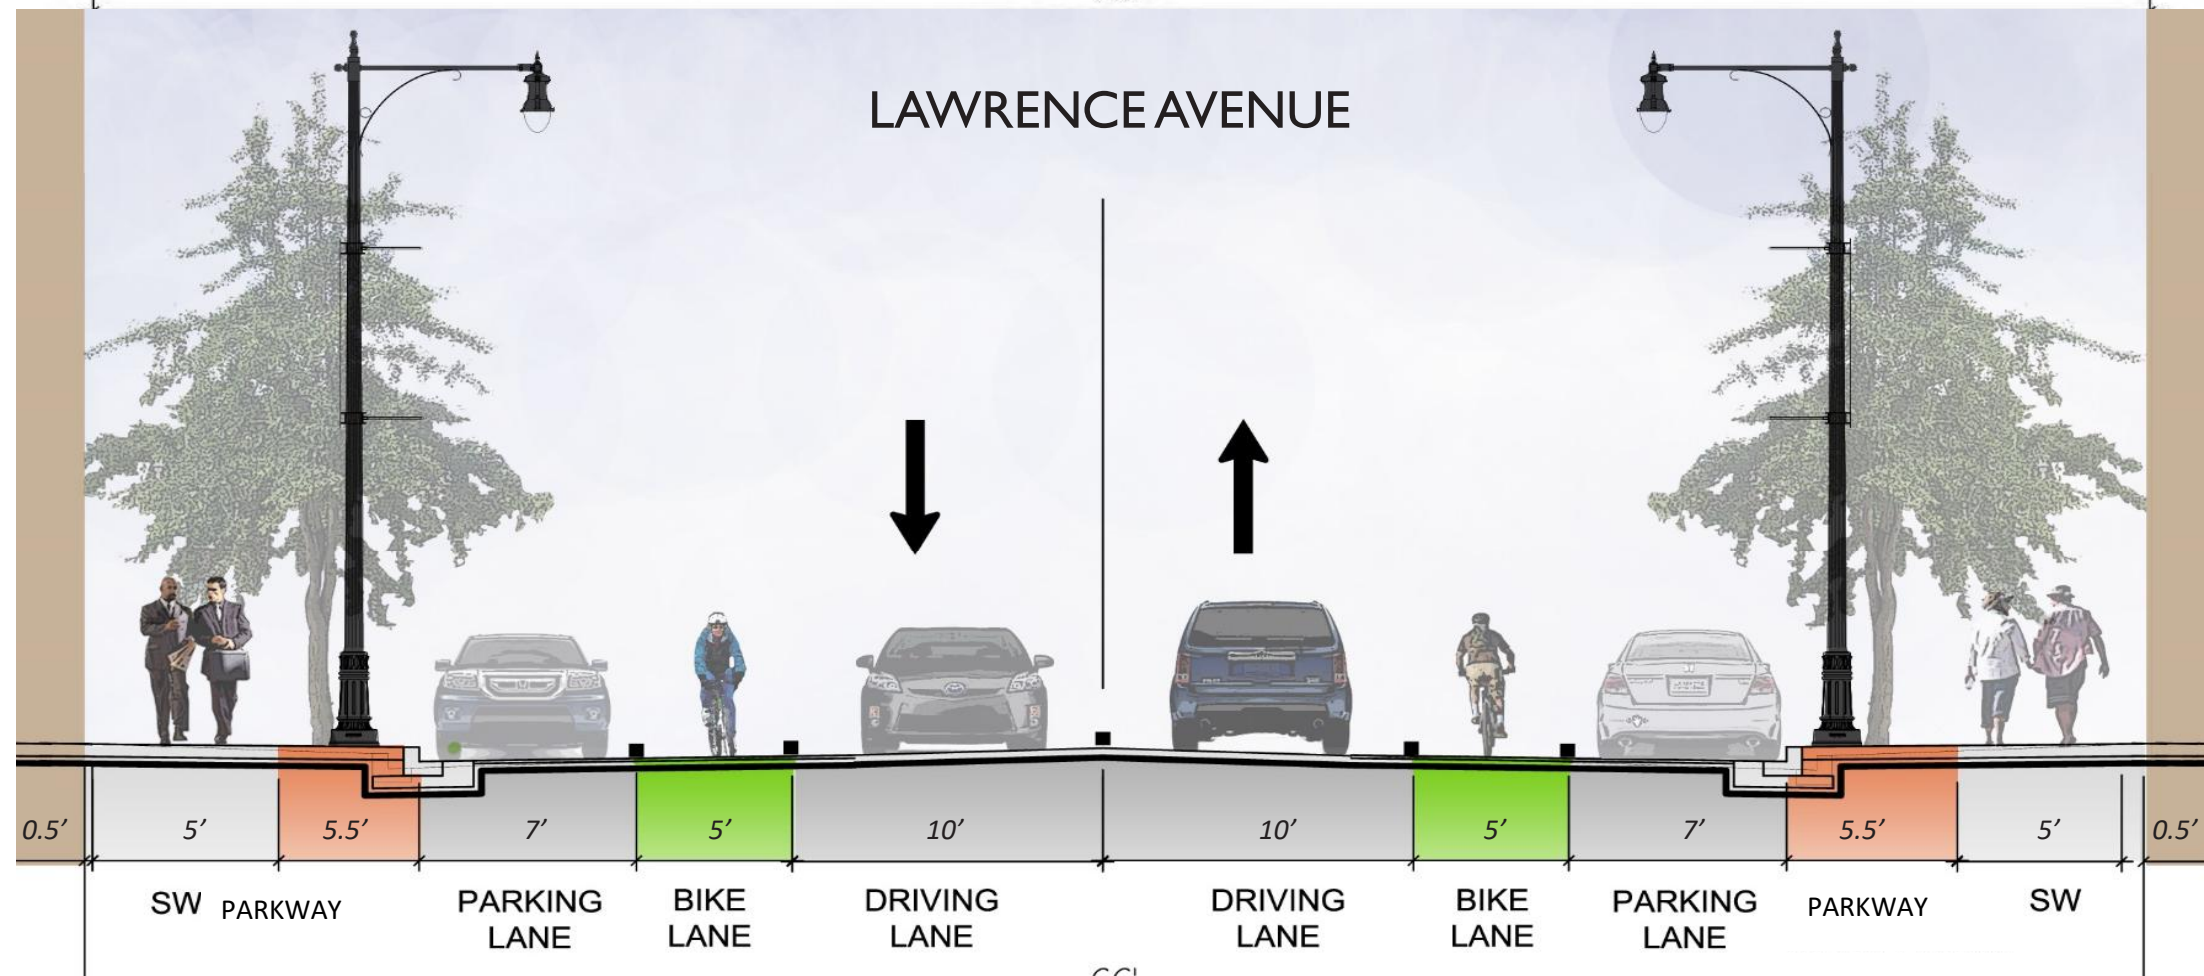 LAWRENCE AVENUE
0.5’ 5’ 5.5’ 7’ 5’ 10’ 10’ 5’ 7’ 5.5’ 5’ 0.5’
SW PARKWAY PARKING LANE BIKE LANE DRIVING LANE DRIVING LANE BIKE LANE PARKING LANE PARKWAY SW